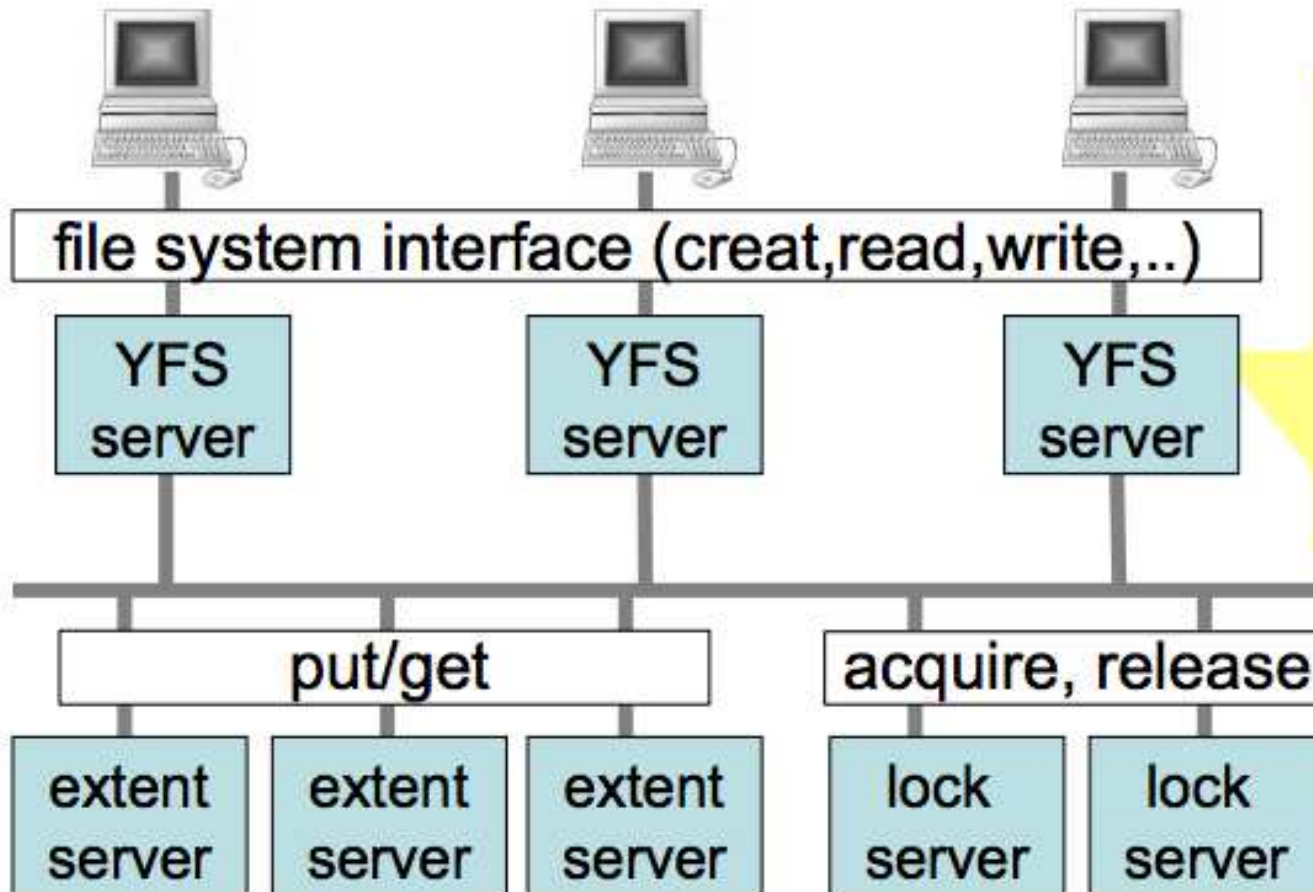 file system interface (creat,read,write,..)
YFS
server
YFS
server
YFS
server
put/get
acquire, release
extent
server
extent
server
extent
server
lock
server
lock
server